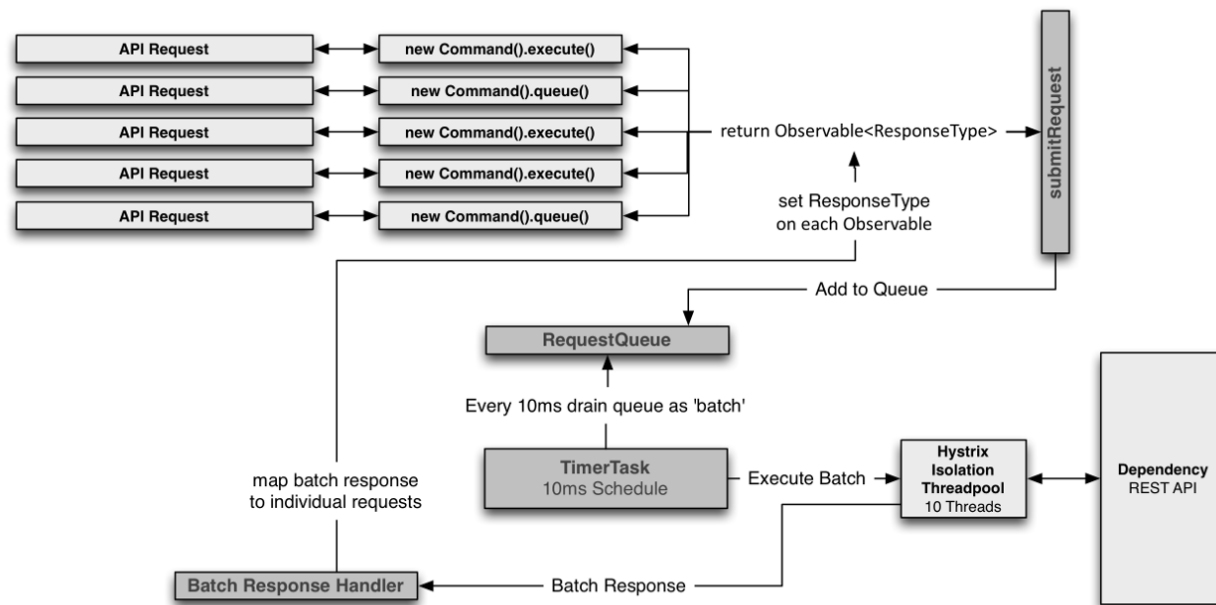 API Request
new Command().execute()
API Request
new Command().queue()
API Request
new Command().execute()
API Request
new Command().execute()
API Request
new Command().queue()
return Observable<ResponseType>
submitRequest
set ResponseType
on each Observable
Add to Queue
RequestQueue
Every 10ms drain queue as 'batch'
TimerTask
10ms Schedule
Execute Batch
Hystrix
Isolation
Threadpool
10 Threads
Dependency
REST API
map batch response
to individual requests
Batch Response Handler
Batch Response